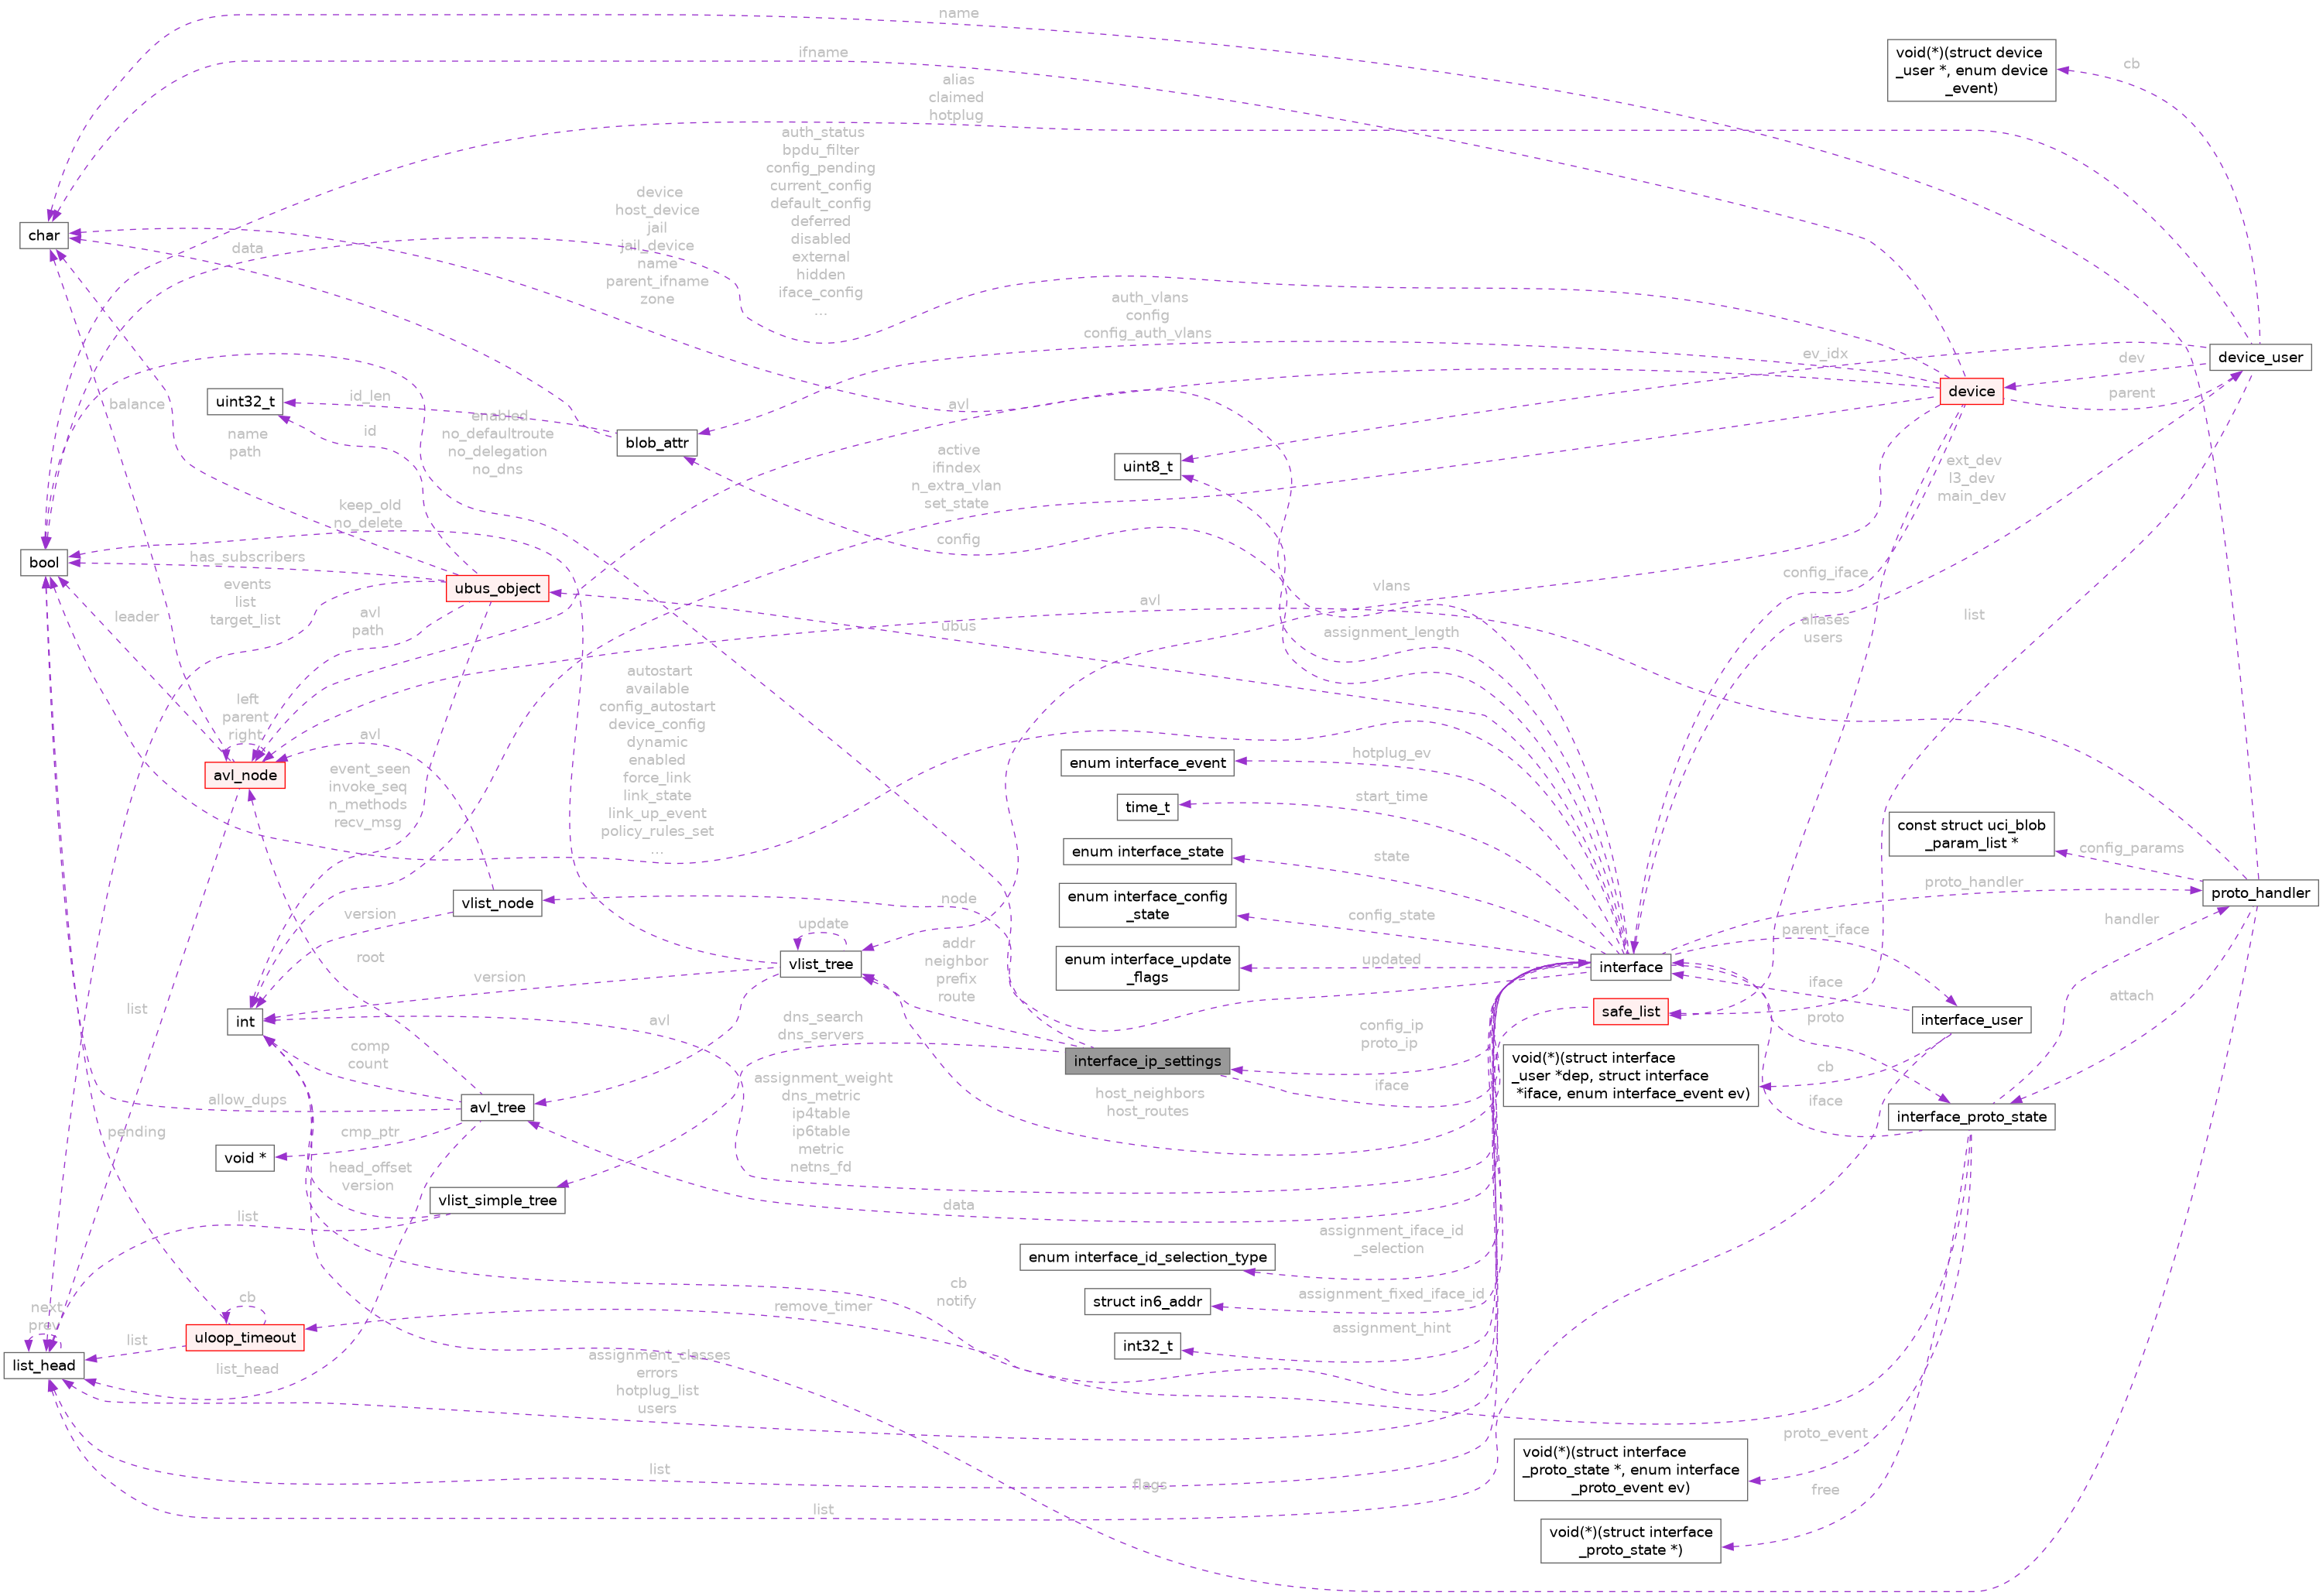 name
void(*)(struct device
_user *, enum device
_event)
cb
ifname
alias
claimed
hotplug
auth_status
bpdu_filter
config_pending
current_config
default_config
deferred
disabled
external
hidden
iface_config
...
device
host_device
jail
jail_device
name
parent_ifname
zone
char
data
auth_vlans
config
config_auth_vlans
ev_idx
dev
device_user
device
parent
uint32_t
id_len
balance
avl
enabled
no_defaultroute
no_delegation
no_dns
id
name
path
blob_attr
uint8_t
active
ifindex
n_extra_vlan
set_state
ext_dev
l3_dev
main_dev
keep_old
no_delete
config
bool
has_subscribers
ubus_object
vlans
config_iface
events
list
target_list
leader
avl
path
avl
ubus
assignment_length
aliases
users
list
autostart
available
config_autostart
device_config
dynamic
enabled
force_link
link_state
link_up_event
policy_rules_set
...
left
parent
right
avl
avl_node
event_seen
invoke_seq
n_methods
recv_msg
enum interface_event
hotplug_ev
time_t
start_time
const struct uci_blob
_param_list *
config_params
enum interface_state
state
enum interface_config
_state
config_state
proto_handler
proto_handler
vlist_node
version
node
handler
parent_iface
root
update
vlist_tree
addr
neighbor
prefix
route
enum interface_update
_flags
updated
interface
version
iface
attach
list
int
avl
dns_search
dns_servers
safe_list
interface_user
proto
config_ip
proto_ip
interface_ip_settings
comp
count
void(*)(struct interface
_user *dep, struct interface
*iface, enum interface_event ev)
cb
iface
assignment_weight
dns_metric
ip4table
ip6table
metric
netns_fd
host_neighbors
host_routes
allow_dups
avl_tree
iface
interface_proto_state
pending
cmp_ptr
void *
head_offset
version
vlist_simple_tree
data
list
assignment_iface_id
_selection
enum interface_id_selection_type
cb
notify
struct in6_addr
assignment_fixed_iface_id
next
prev
cb
remove_timer
uloop_timeout
list
int32_t
assignment_hint
list_head
list_head
assignment_classes
errors
hotplug_list
users
proto_event
void(*)(struct interface
_proto_state *, enum interface
_proto_event ev)
list
flags
free
list
void(*)(struct interface
_proto_state *)